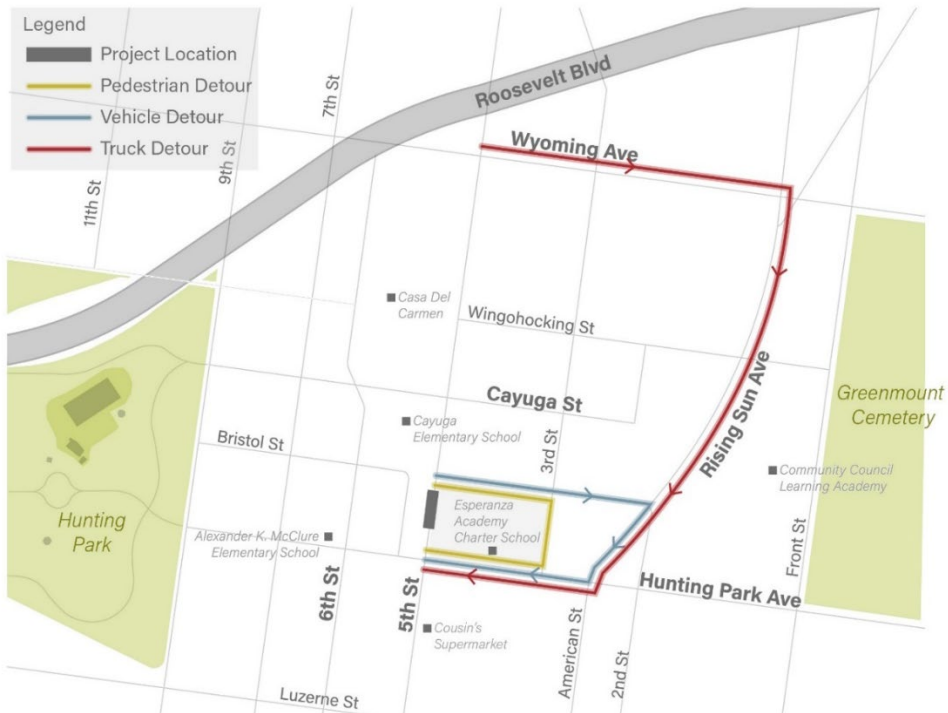 Legend
Project Location
Pedestrian Detour
Vehicle Detour
Truck Detour
7th St
Roosevelt Blvd
Wyoming Ave
9th St
11th St
Casa Del
Carmen
Wingohocking St
Rising Sun Ave
Greenmount
Cemetery
Cayuga St
Cayuga
Elementary School
Bristol St
3rd St
Community Council
Learning Academy
Esperanza
Academy
Charter School
Hunting
Park
Alexander K. McClure
Elementary School
Front St
6th St
5th St
Hunting Park Ave
Cousin's
Supermarket
American St
2nd St
Luzerne St